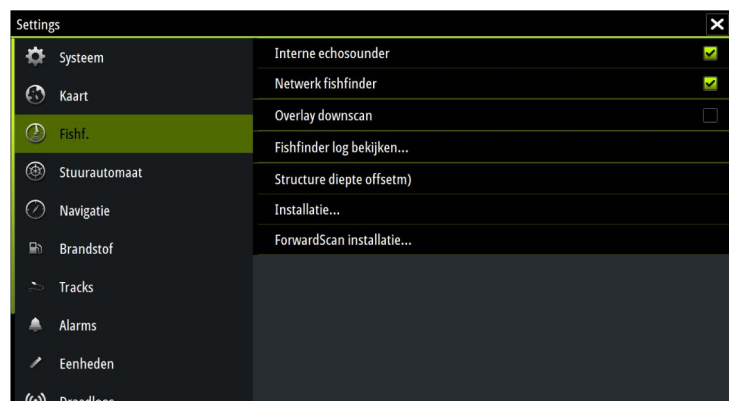 Settings
Systeem
Kaart
Fishf.
Stuurautomaat
Navigatie
Brandstof
Tracks
Alarms
Eenheden
Interne echosounder
Netwerk fishfinder
Overlay downscan
Fishfinder log bekijken...
Structure diepte offsetm)
Installatie...
ForwardScan installatie...